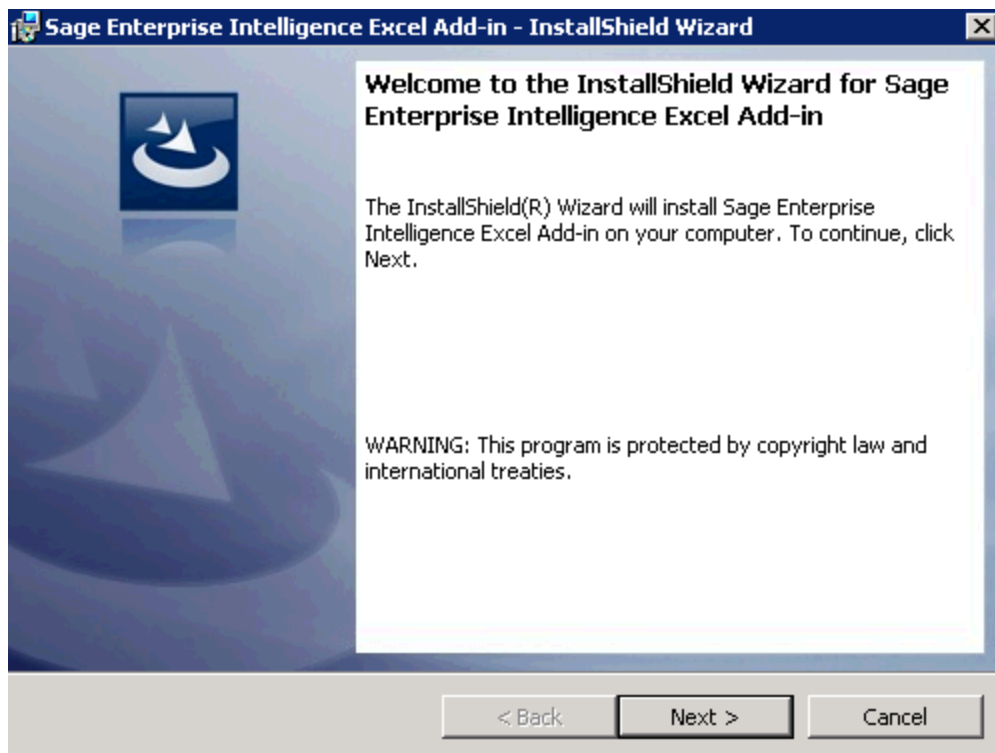 Sage Enterprise Intelligence Excel Add-in - InstallShield Wizard
Welcome to the InstallShield Wizard for Sage
Enterprise Intelligence Excel Add-in
The InstallShield(R) Wizard will install Sage Enterprise
Intelligence Excel Add-in on your computer. To continue, click
Next.
WARNING: This program is protected by copyright law and
international treaties.
< Back
Next >
Cancel